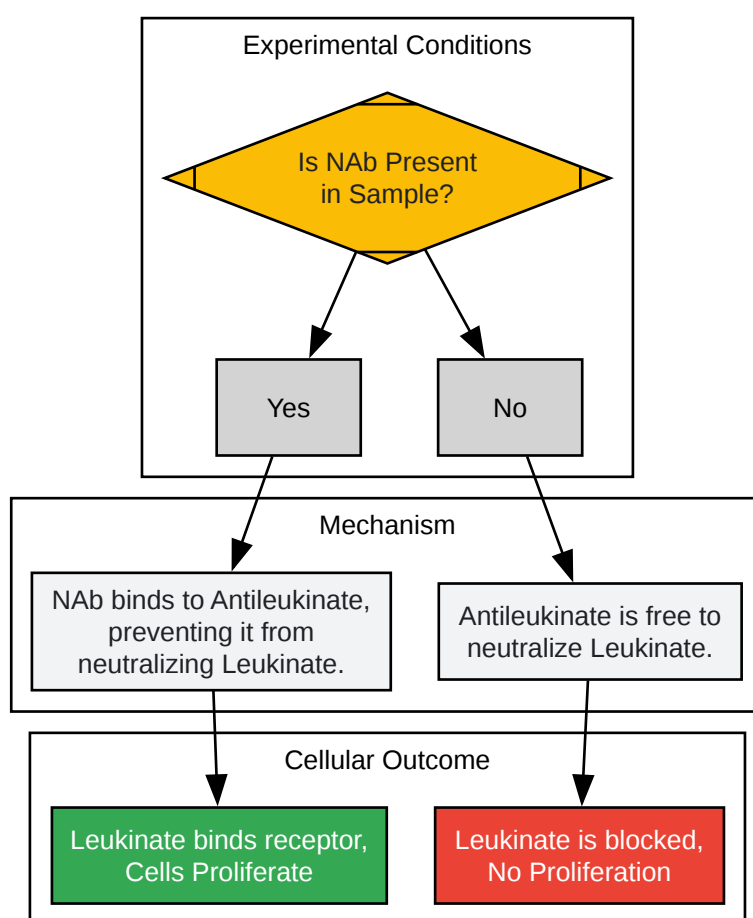 Experimental Conditions
Is NAb Present
in Sample?
Yes
No
Mechanism
NAb binds to Antileukinate,
preventing it from
neutralizing Leukinate.
Antileukinate is free to
neutralize Leukinate.
Cellular Outcome
Leukinate binds receptor,
Cells Proliferate
Leukinate is blocked,
No Proliferation